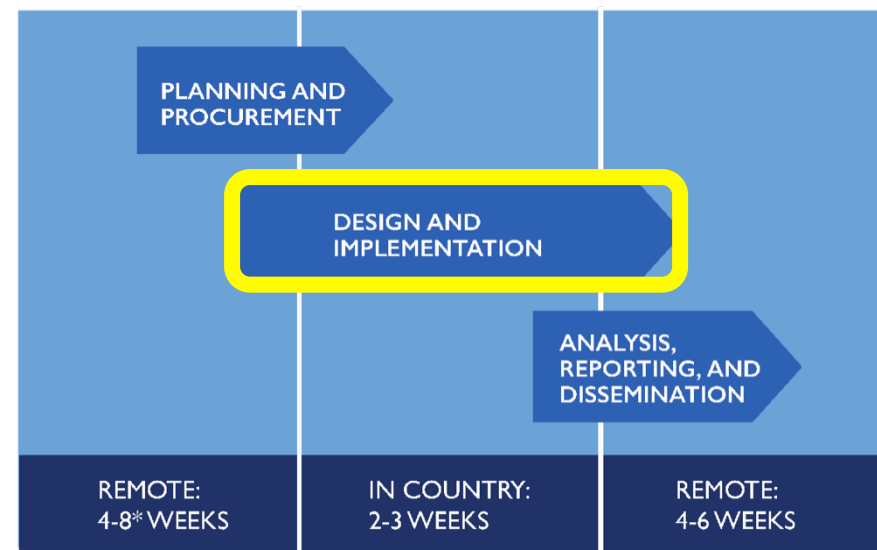 PLANNING AND
PROCUREMENT
DESIGN AND
IMPLEMENTATION
ANALYSIS,
REPORTING, AND
DISSEMINATION
REMOTE:
4-8* WEEKS
IN COUNTRY:
2-3 WEEKS
REMOTE:
4-6 WEEKS